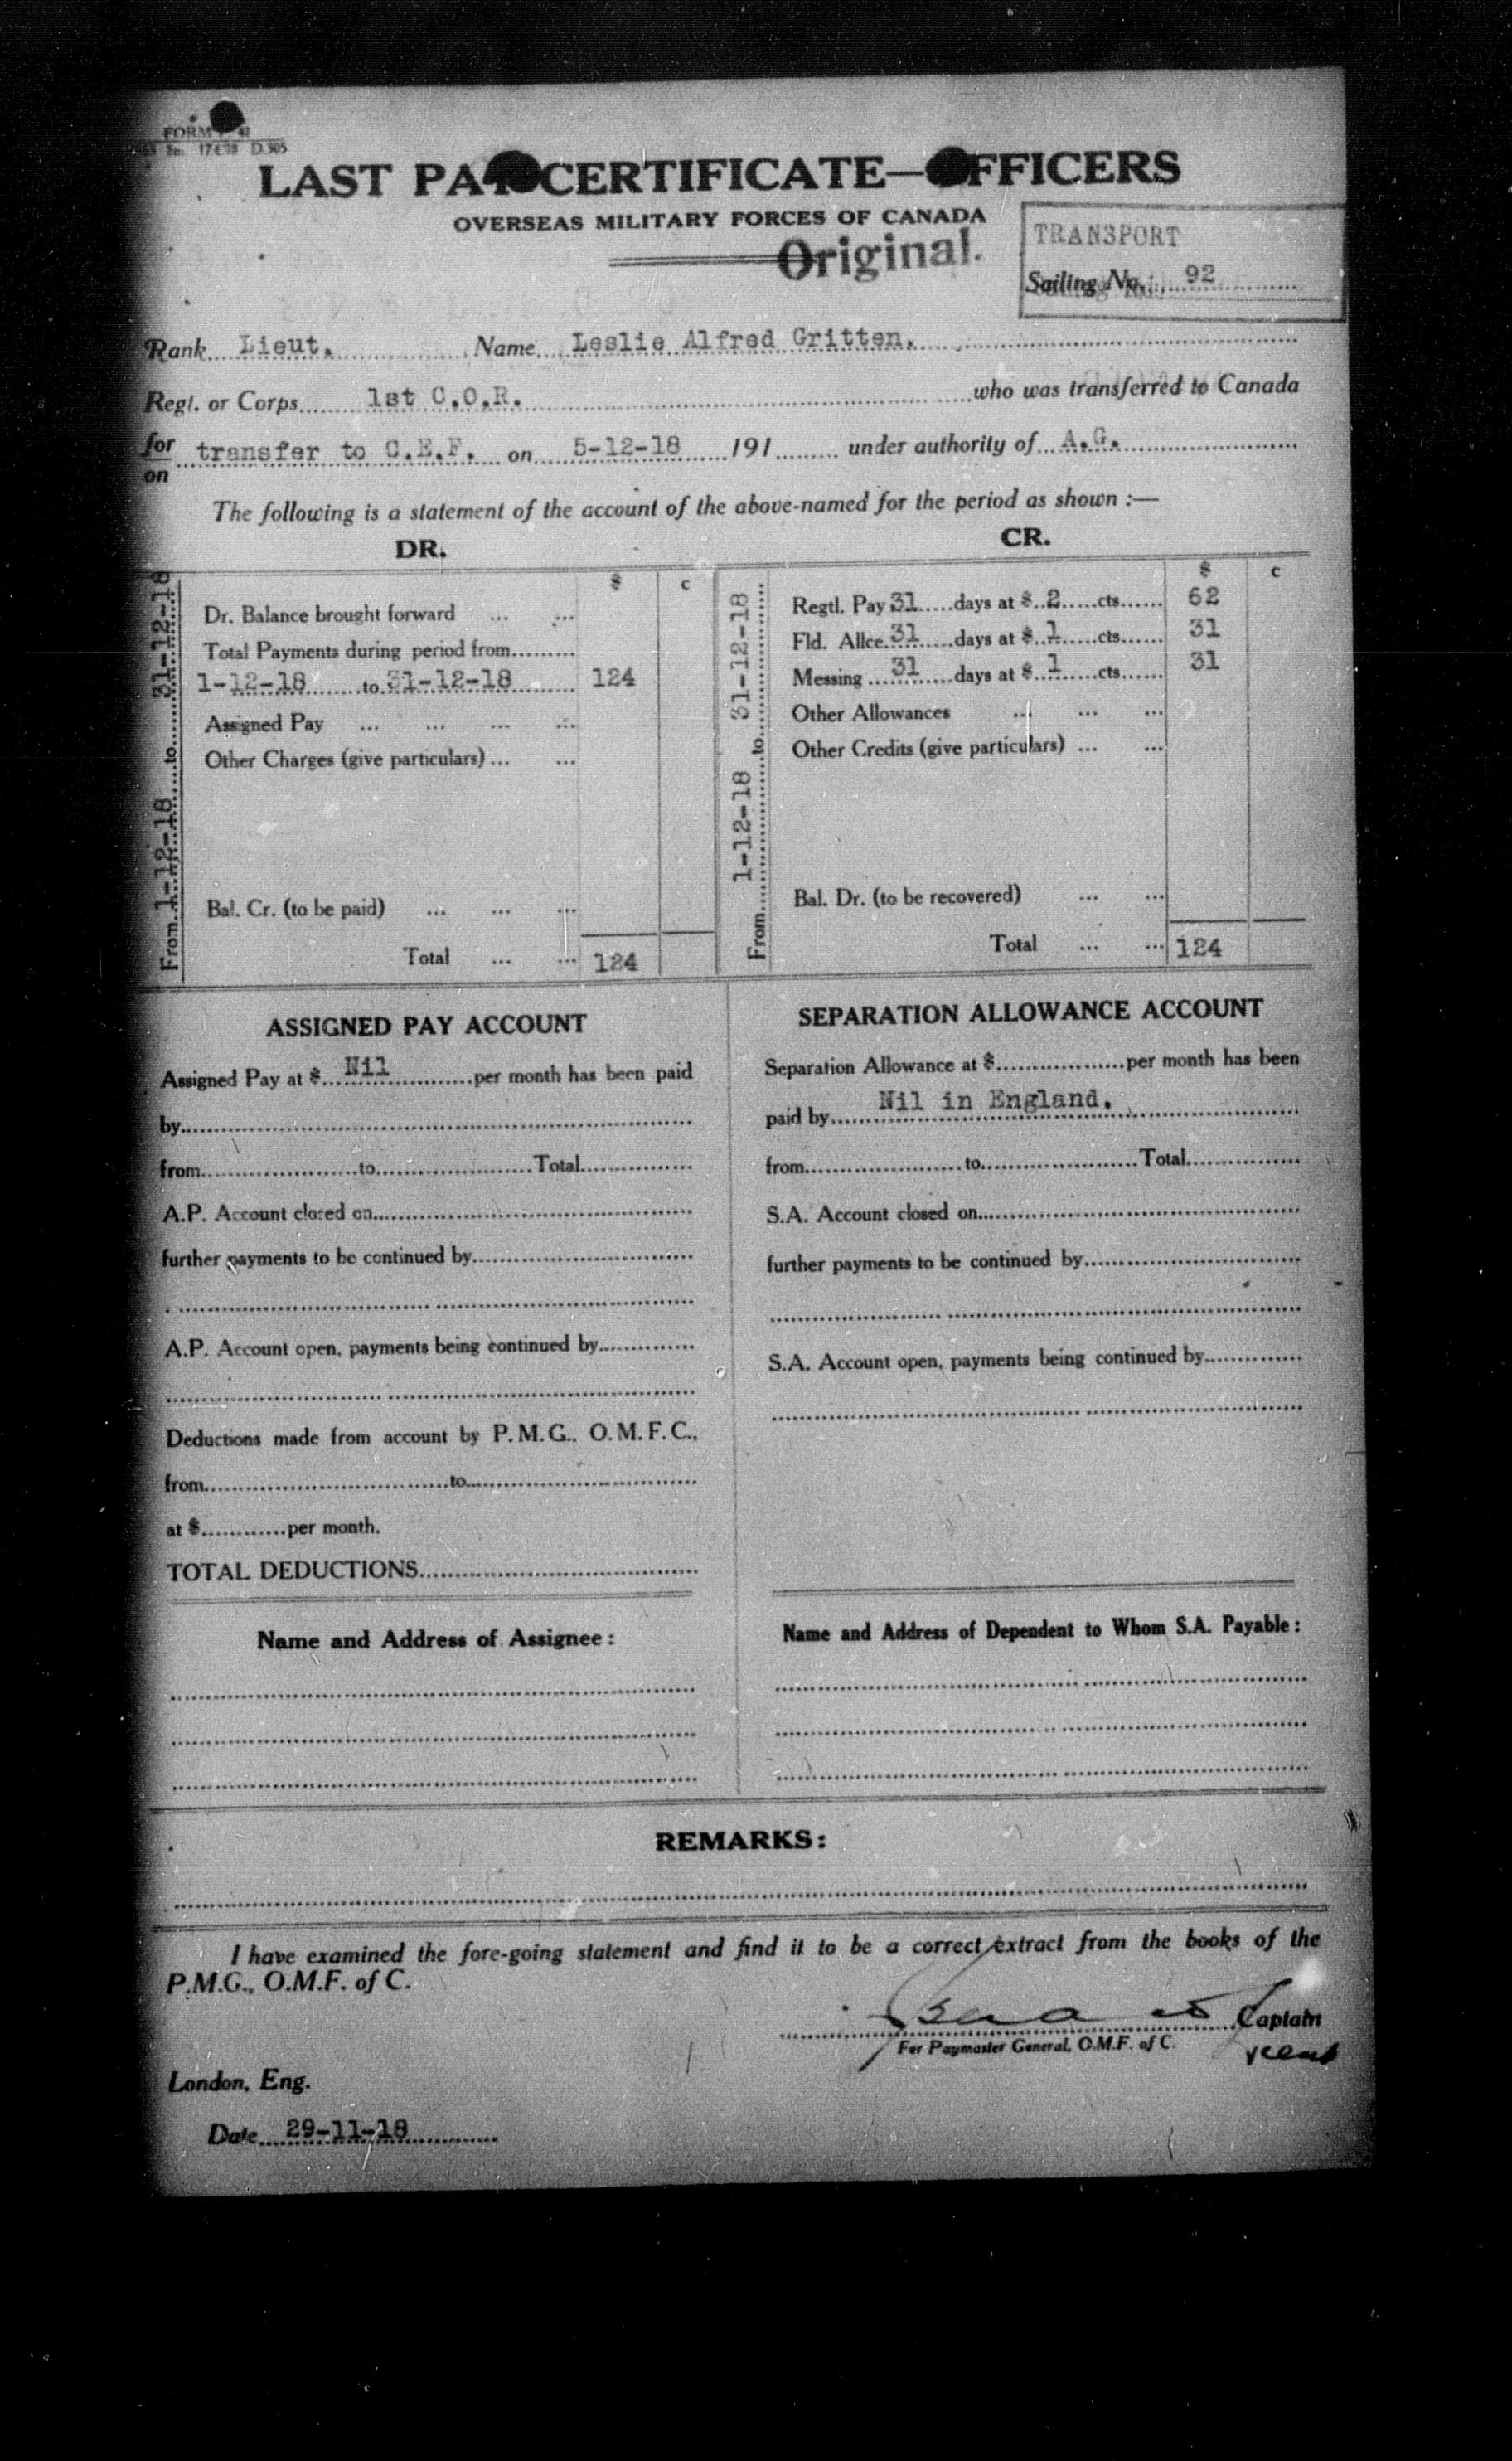 FORM
8m. 17498 D.305
LAST PAY CERTIFICATE—OFFICERS
OVERSEAS MILITARY FORCES OF CANADA
Original.
TRANSPORT
Sailing No. 92
Rank Lieut. Name Leslie Alfred Gritten.
Regt. or Corps 1st C.O.R. who was transferred to Canada
for
on transfer to C.E.F. on 5-12-18 191 under authority of A.G.
The following is a statement of the account of the above-named for the period as shown :—
DR.
From 1-12-18 to 31-12-18
$ c
Dr. Balance brought forward ... ...
Total Payments during period from
1-12-18 to 31-12-18 124
Assigned Pay ... ... ... ...
Other Charges (give particulars) ... ...
Bal. Cr. (to be paid) ... ... ...
Total ... ... 124
CR.
From 1-12-18 to 31-12-18
$ c
Regtl. Pay 31 days at $ 2 cts. 62
Fld. Allce. 31 days at $ 1 cts. 31
Messing 31 days at $ 1 cts. 31
Other Allowances ... ... ...
Other Credits (give particulars) ... ...
Bal. Dr. (to be recovered) ... ...
Total ... ... 124
ASSIGNED PAY ACCOUNT
Assigned Pay at $ Nil per month has been paid
by
from to Total
A.P. Account closed on
further payments to be continued by
A.P. Account open, payments being continued by
Deductions made from account by P.M.G., O.M.F.C.,
from to
at $ per month.
TOTAL DEDUCTIONS
Name and Address of Assignee :
SEPARATION ALLOWANCE ACCOUNT
Separation Allowance at $ per month has been
paid by Nil in England.
from to Total
S.A. Account closed on
further payments to be continued by
S.A. Account open, payments being continued by
Name and Address of Dependent to Whom S.A. Payable :
REMARKS :
I have examined the fore-going statement and find it to be a correct extract from the books of the
P.M.G., O.M.F. of C.
Captain
For Paymaster General, O.M.F. of C.
London, Eng.
Date 29-11-18